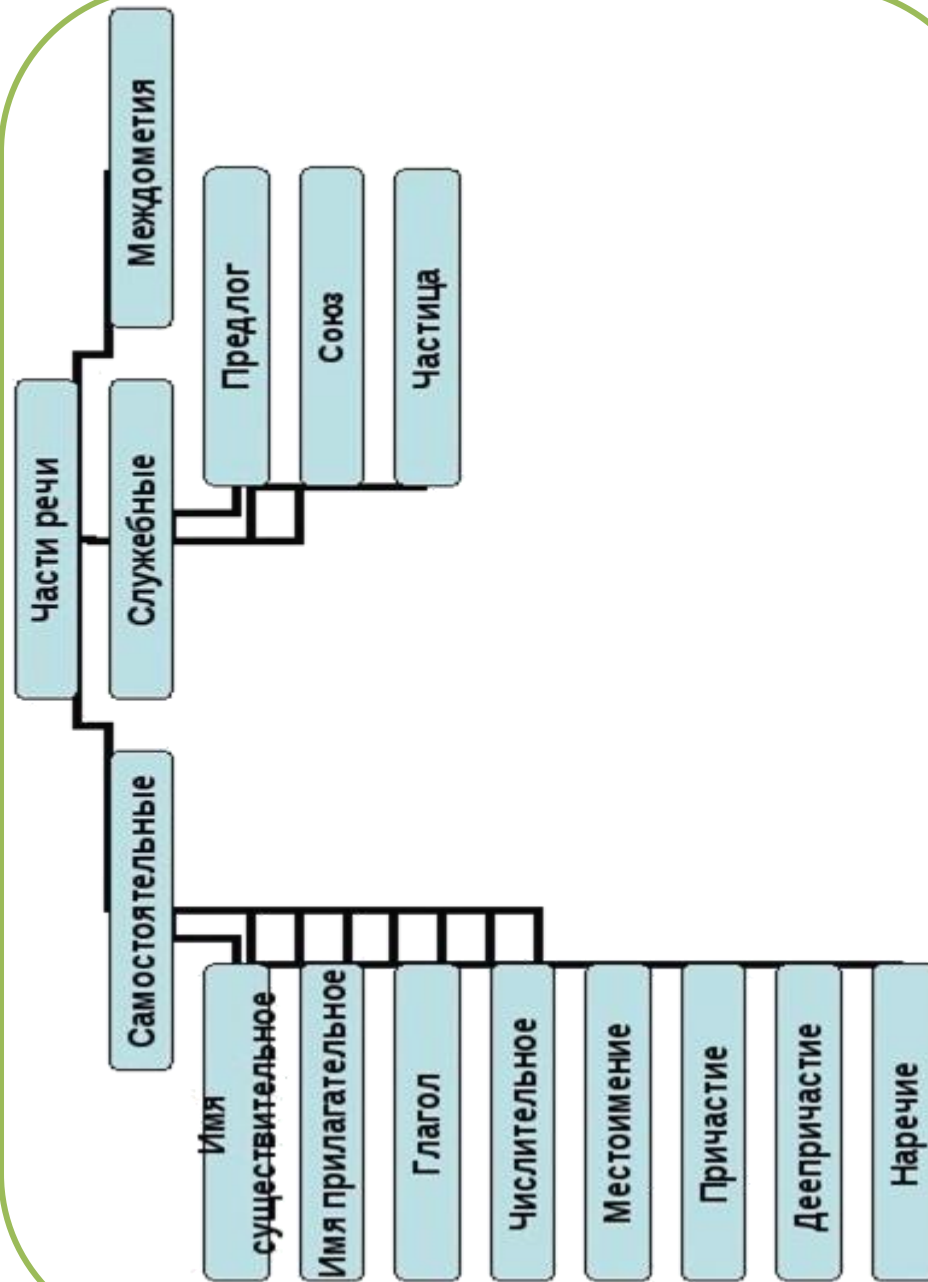 Части речи
Самостоятельные
Служебные
Междометия
Имя
существительное
Имя прилагательное
Глагол
Числительное
Местоимение
Причастие
Деепричастие
Наречие
Предлог
Союз
Частица